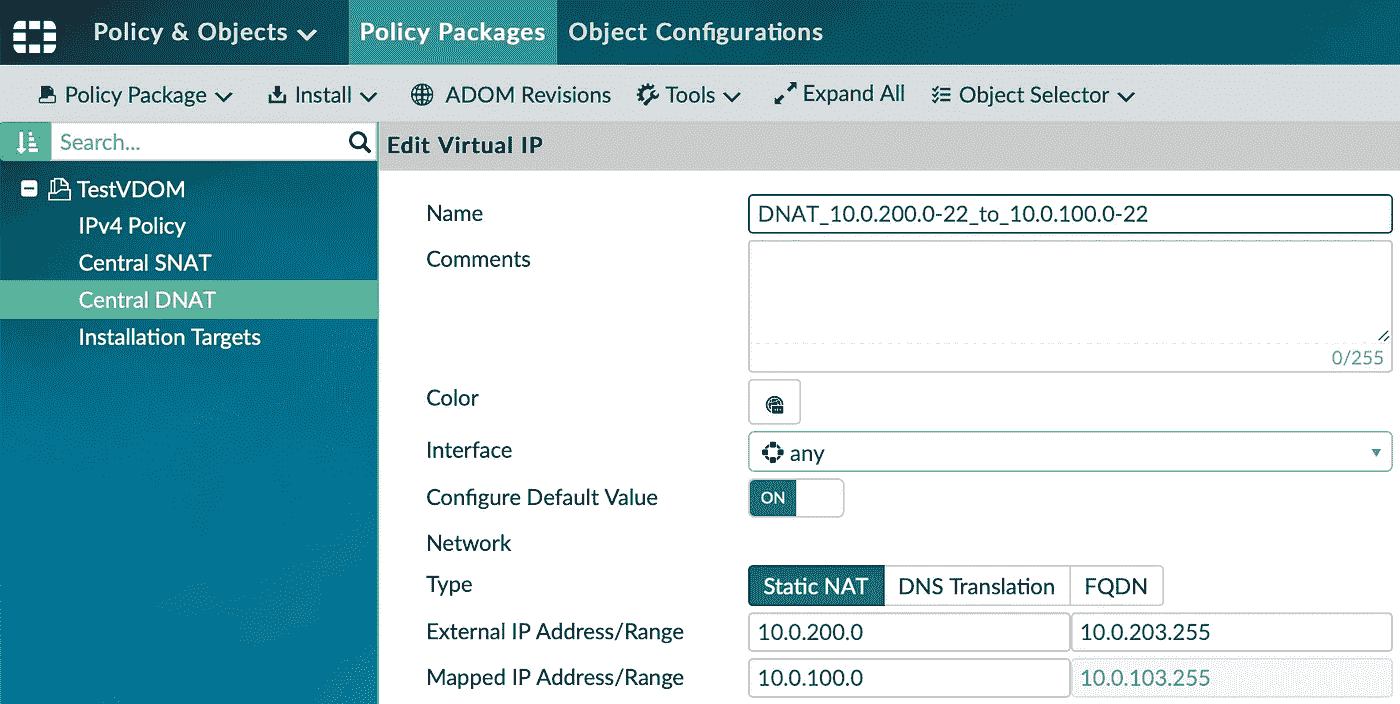 Policy & Objects Policy Packages Object Configurations
Policy Package Install ADOM Revisions Tools Expand All Object Selector
Search...
TestVDOM
IPv4 Policy
Central SNAT
Central DNAT
Installation Targets
Edit Virtual IP
Name DNAT_10.0.200.0-22_to_10.0.100.0-22
Comments
0/255
Color
Interface any
Configure Default Value ON
Network
Type Static NAT DNS Translation FQDN
External IP Address/Range 10.0.200.0 10.0.203.255
Mapped IP Address/Range 10.0.100.0 10.0.103.255